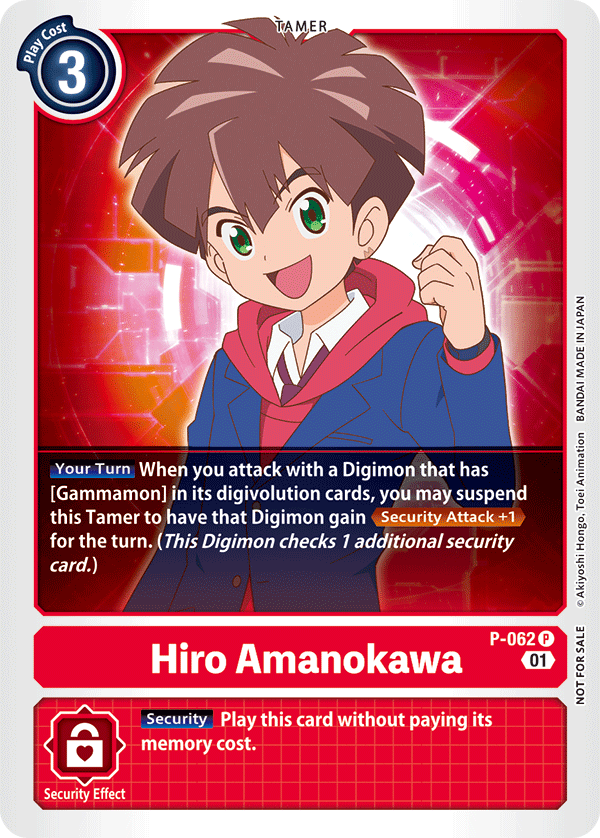 TAMER
Play Cost
3
Your Turn When you attack with a Digimon that has
[Gammamon] in its digivolution cards, you may suspend
this Tamer to have that Digimon gain Security Attack +1
for the turn. (This Digimon checks 1 additional security
card.)
© Akiyoshi Hongo, Toei Animation BANDAI MADE IN JAPAN
NOT FOR SALE
P-062 P
Hiro Amanokawa
01
Security Play this card without paying its
memory cost.
Security Effect